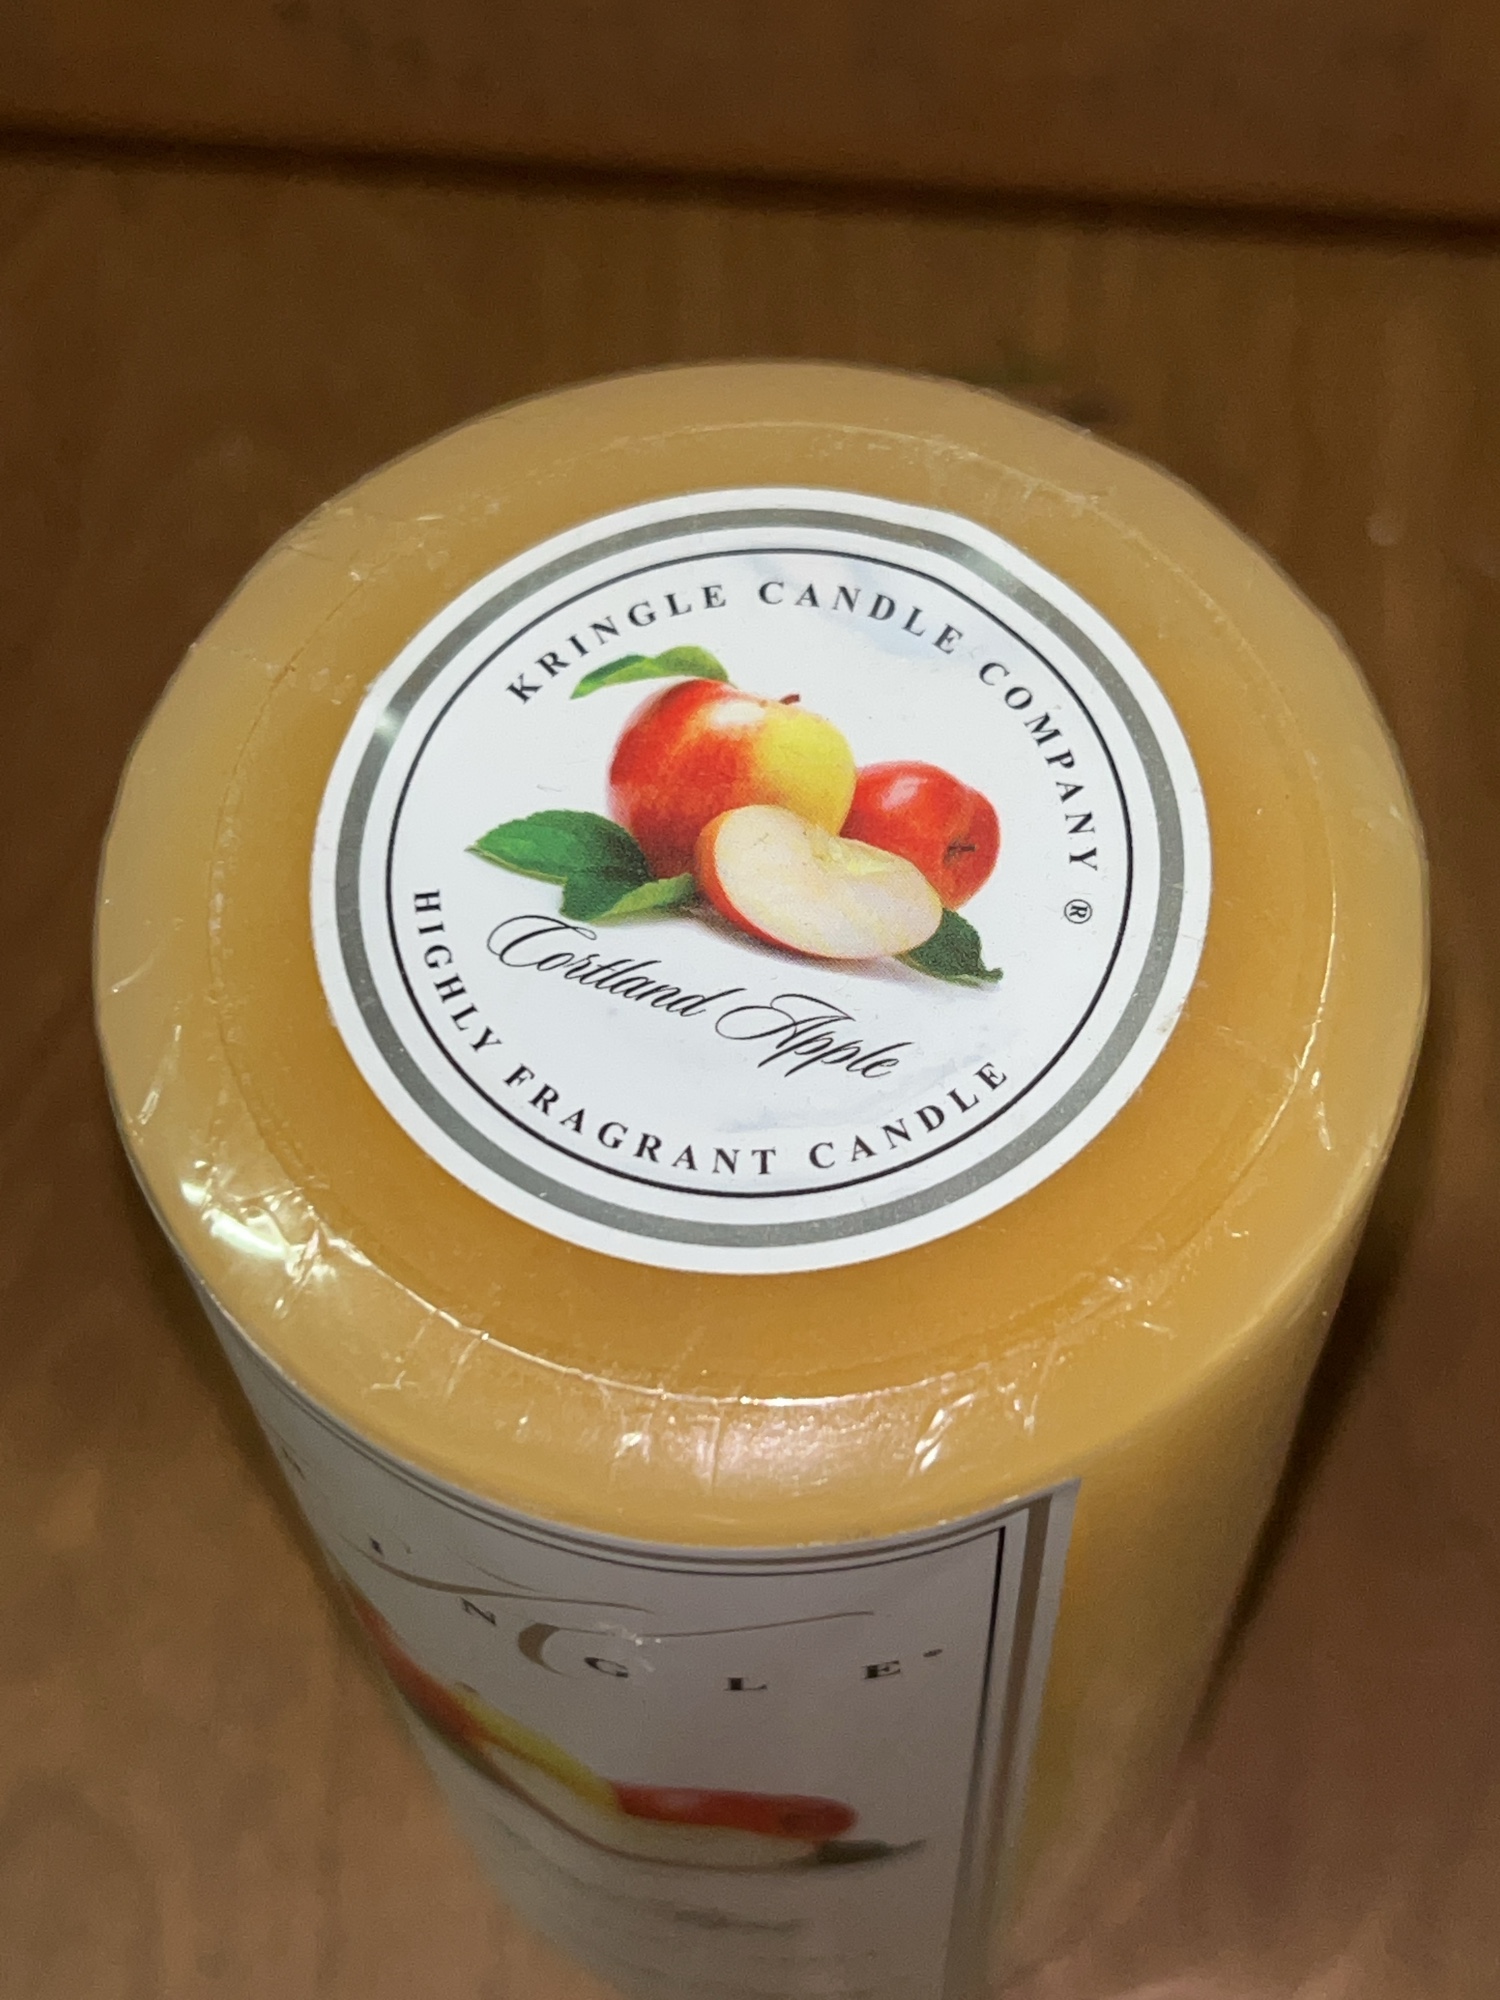 KRINGLE CANDLE COMPANY ®
Cortland Apple
HIGHLY FRAGRANT CANDLE
I N G L E